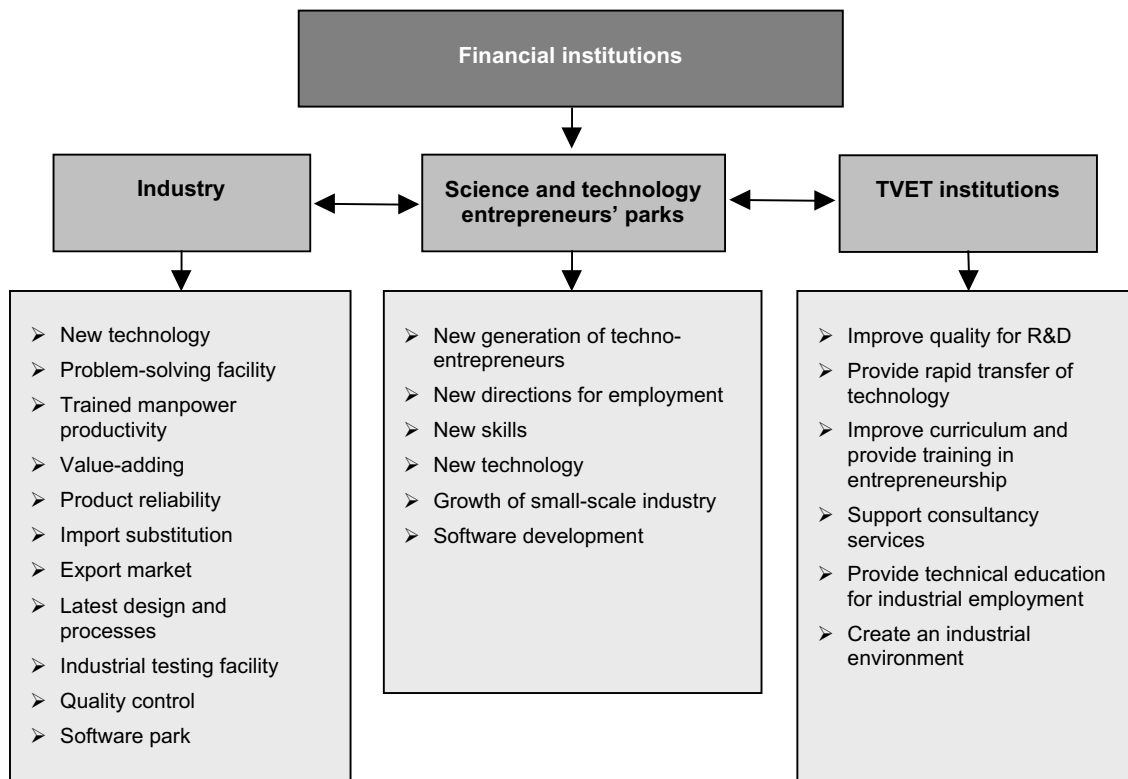 Financial institutions
Industry
Science and technology
entrepreneurs’ parks
TVET institutions
➢ New technology
➢ Problem-solving facility
➢ Trained manpower
productivity
➢ Value-adding
➢ Product reliability
➢ Import substitution
➢ Export market
➢ Latest design and
processes
➢ Industrial testing facility
➢ Quality control
➢ Software park
➢ New generation of techno-
entrepreneurs
➢ New directions for employment
➢ New skills
➢ New technology
➢ Growth of small-scale industry
➢ Software development
➢ Improve quality for R&D
➢ Provide rapid transfer of
technology
➢ Improve curriculum and
provide training in
entrepreneurship
➢ Support consultancy
services
➢ Provide technical education
for industrial employment
➢ Create an industrial
environment